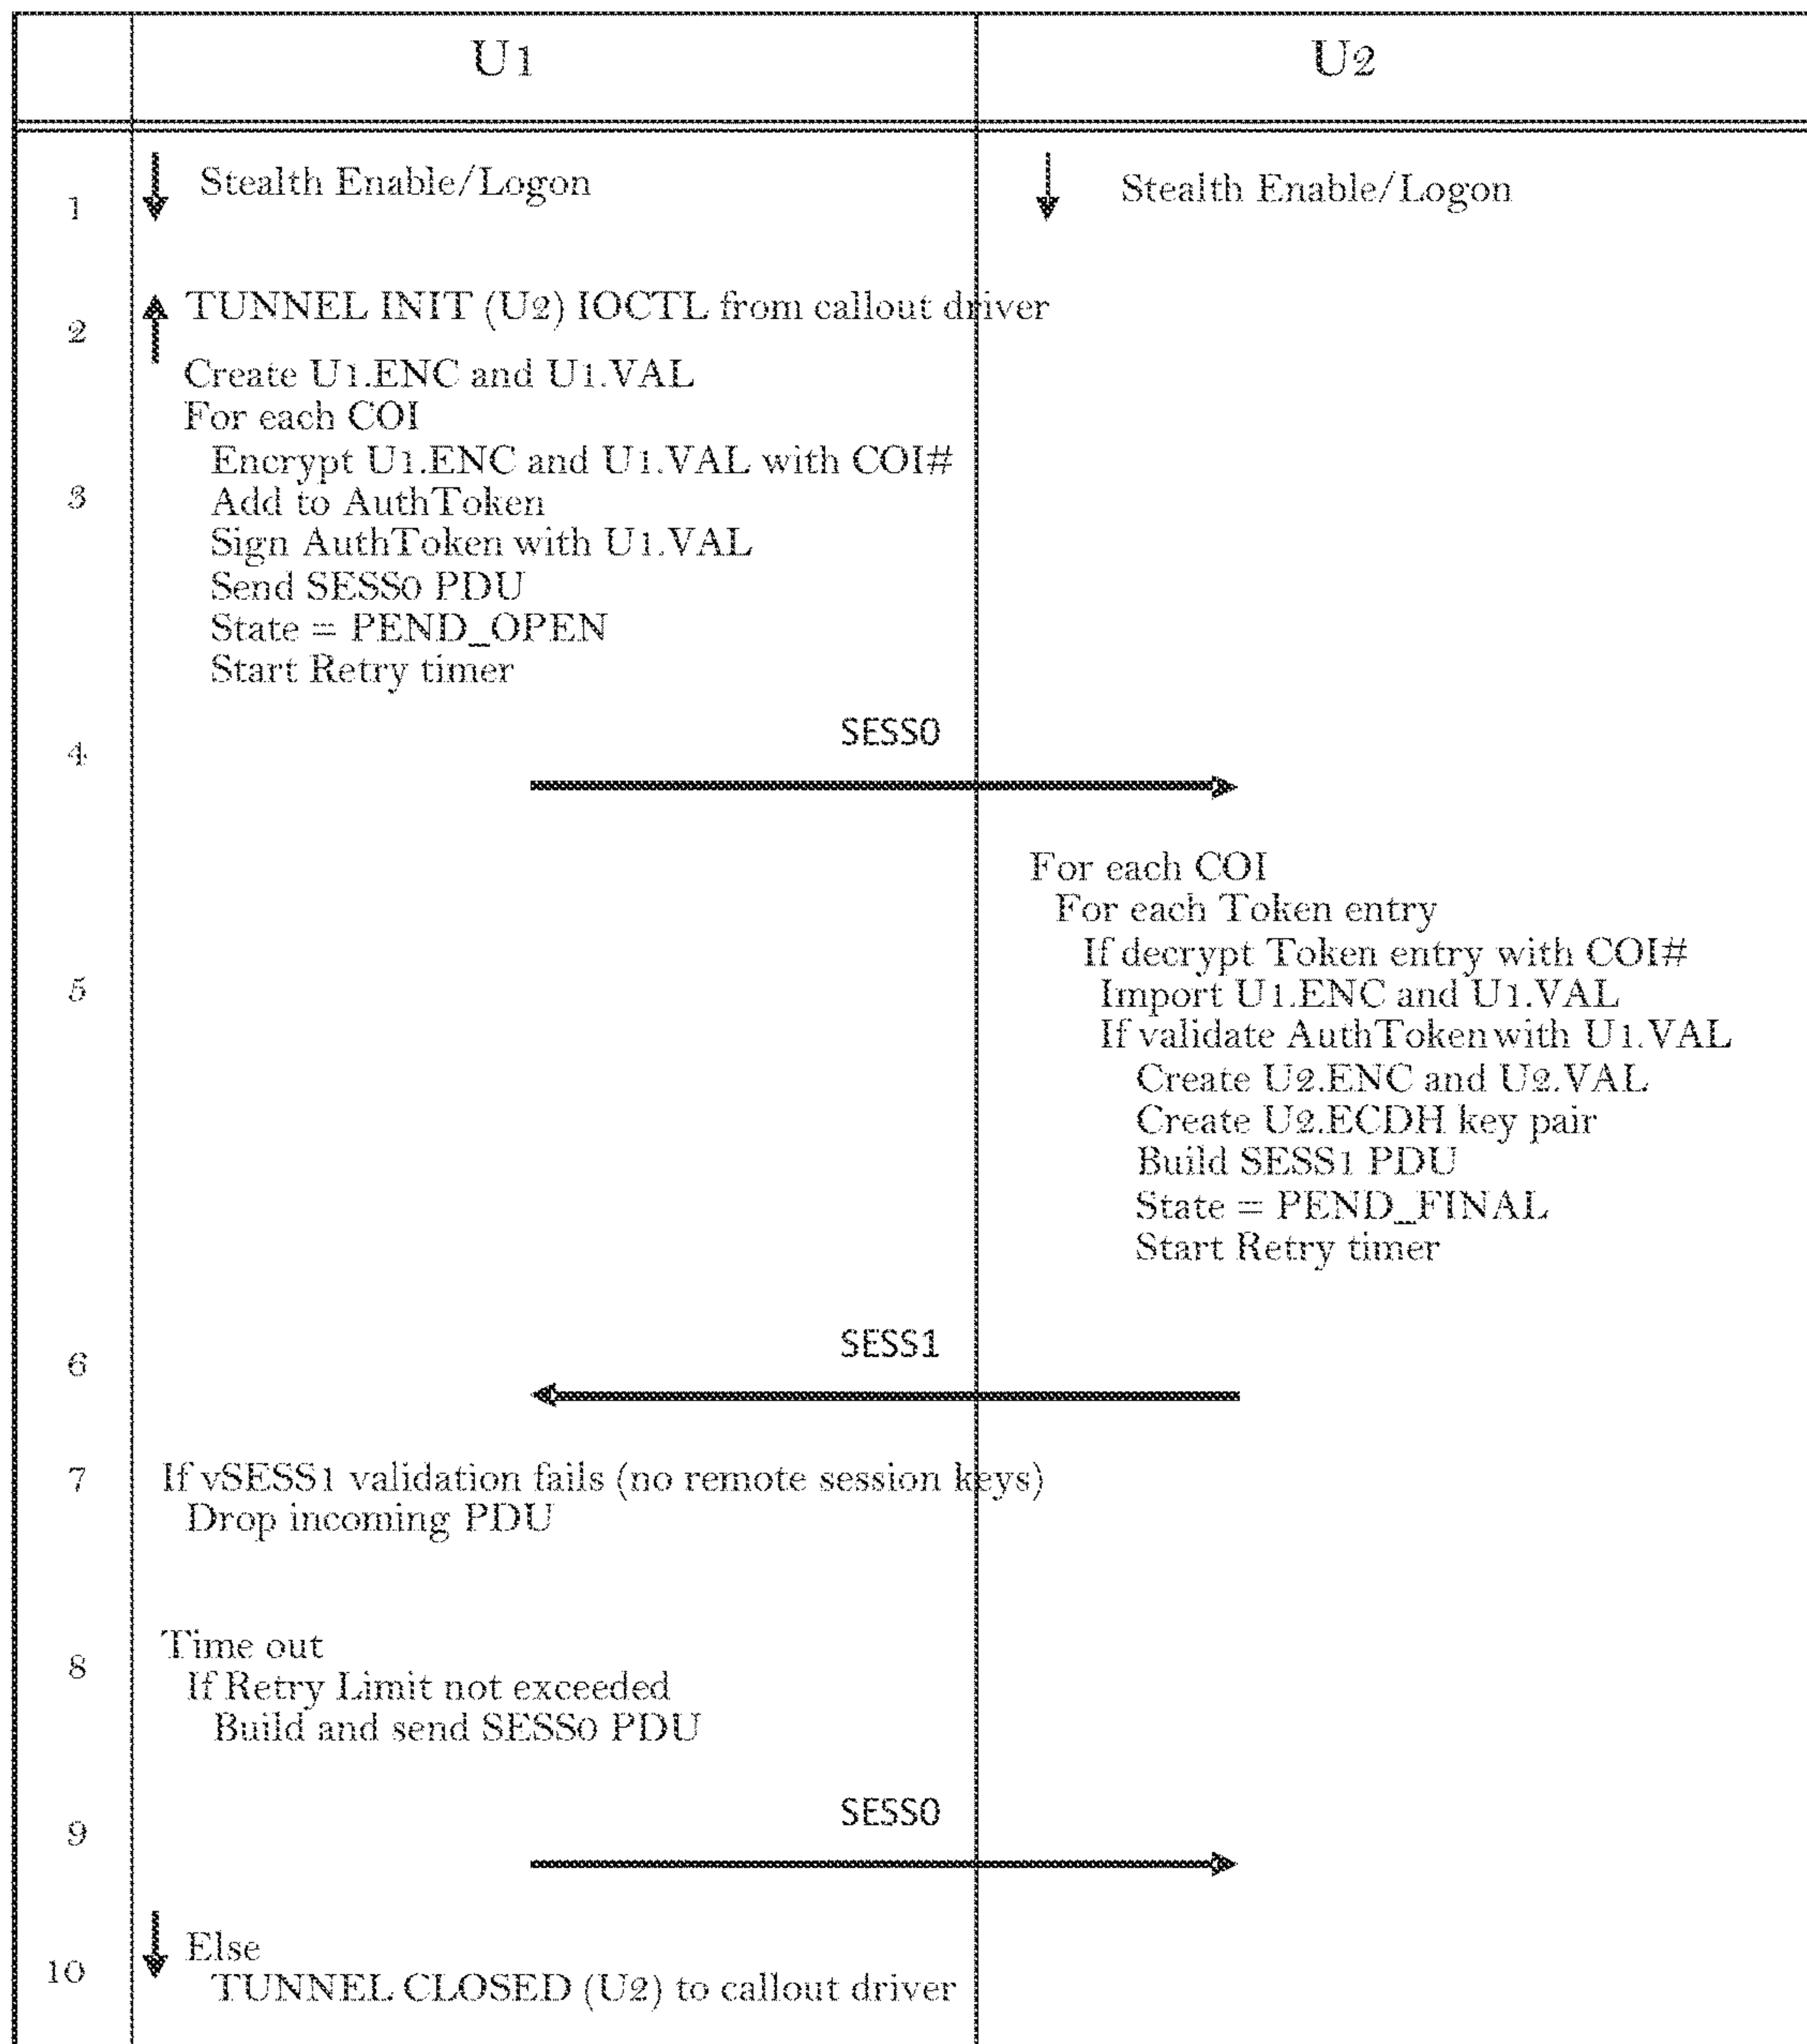 U1 U2
1 Stealth Enable/Logon Stealth Enable/Logon
2 TUNNEL INIT (U2) IOCTL from callout driver
Create U1.ENC and U1.VAL
For each COI
Encrypt U1.ENC and U1.VAL with COI#
3 Add to AuthToken
Sign AuthToken with U1.VAL
Send SESS0 PDU
State = PEND_OPEN
Start Retry timer
4 SESS0
For each COI
For each Token entry
If decrypt Token entry with COI#
5 Import U1.ENC and U1.VAL
If validate AuthToken with U1.VAL
Create U2.ENC and U2.VAL
Create U2.ECDH key pair
Build SESS1 PDU
State = PEND_FINAL
Start Retry timer
6 SESS1
7 If vSESS1 validation fails (no remote session keys)
Drop incoming PDU
Time out
8 If Retry Limit not exceeded
Build and send SESS0 PDU
9 SESS0
Else
10 TUNNEL CLOSED (U2) to callout driver